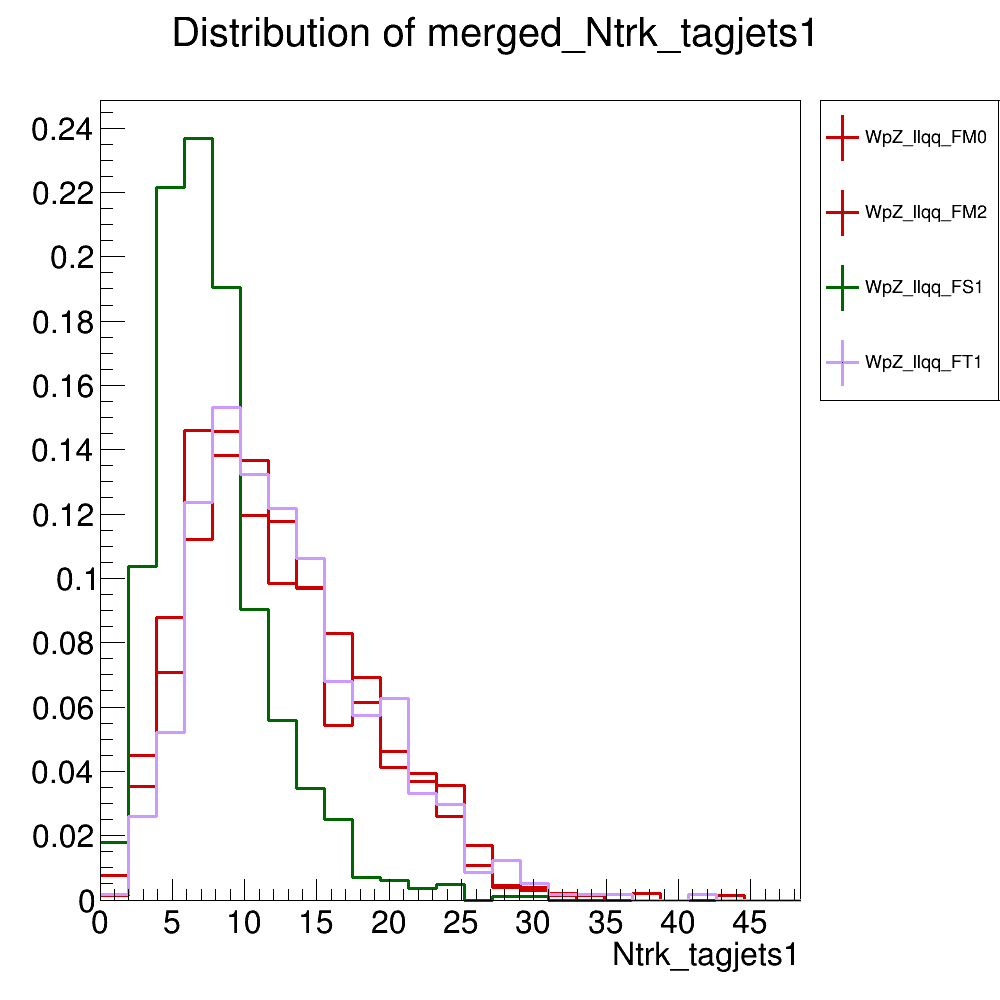 Distribution of merged_Ntrk_tagjets1
0.24
0.22
0.2
0.18
0.16
0.14
0.12
0.1
0.08
0.06
0.04
0.02
0
0 5 10 15 20 25 30 35 40 45
Ntrk_tagjets1
WpZ_llqq_FM0
WpZ_llqq_FM2
WpZ_llqq_FS1
WpZ_llqq_FT1